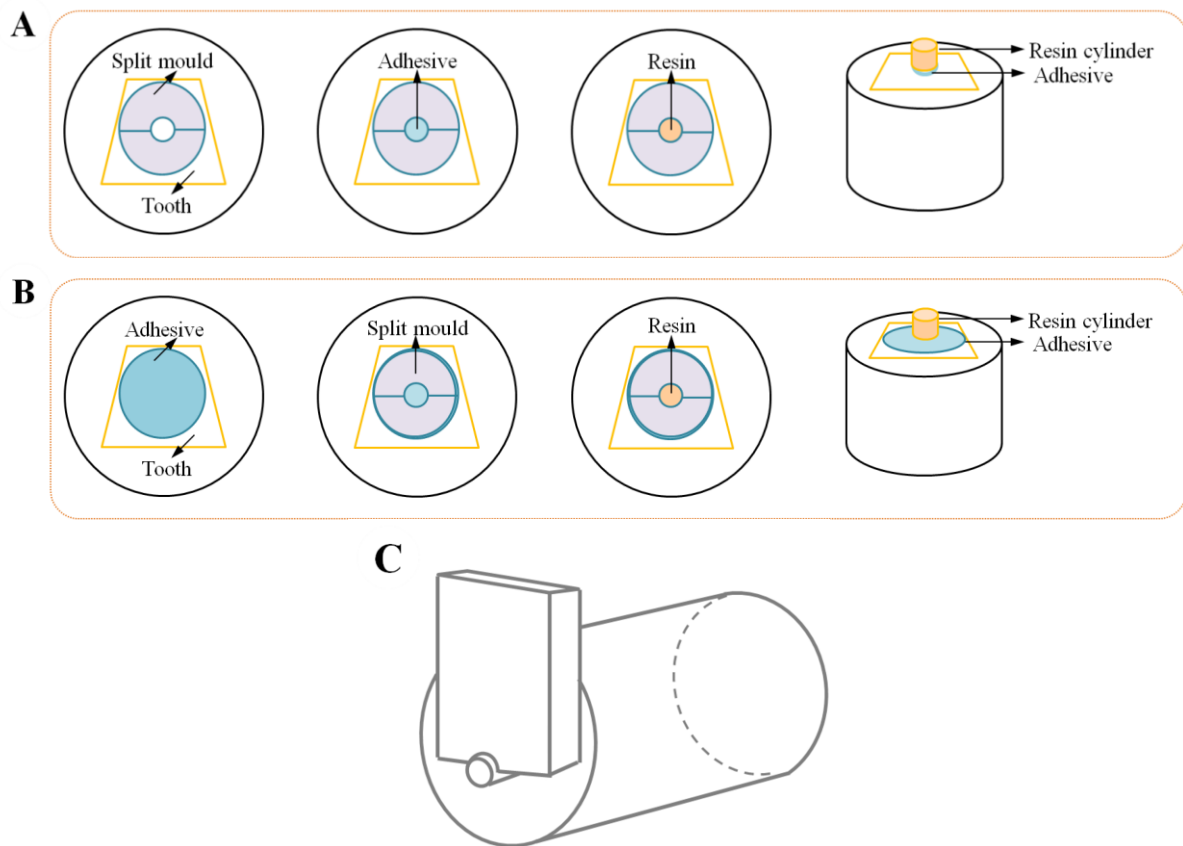 A
Split mould
Tooth
Adhesive
Resin
Resin cylinder
Adhesive
B
Adhesive
Tooth
Split mould
Resin
Resin cylinder
Adhesive
C